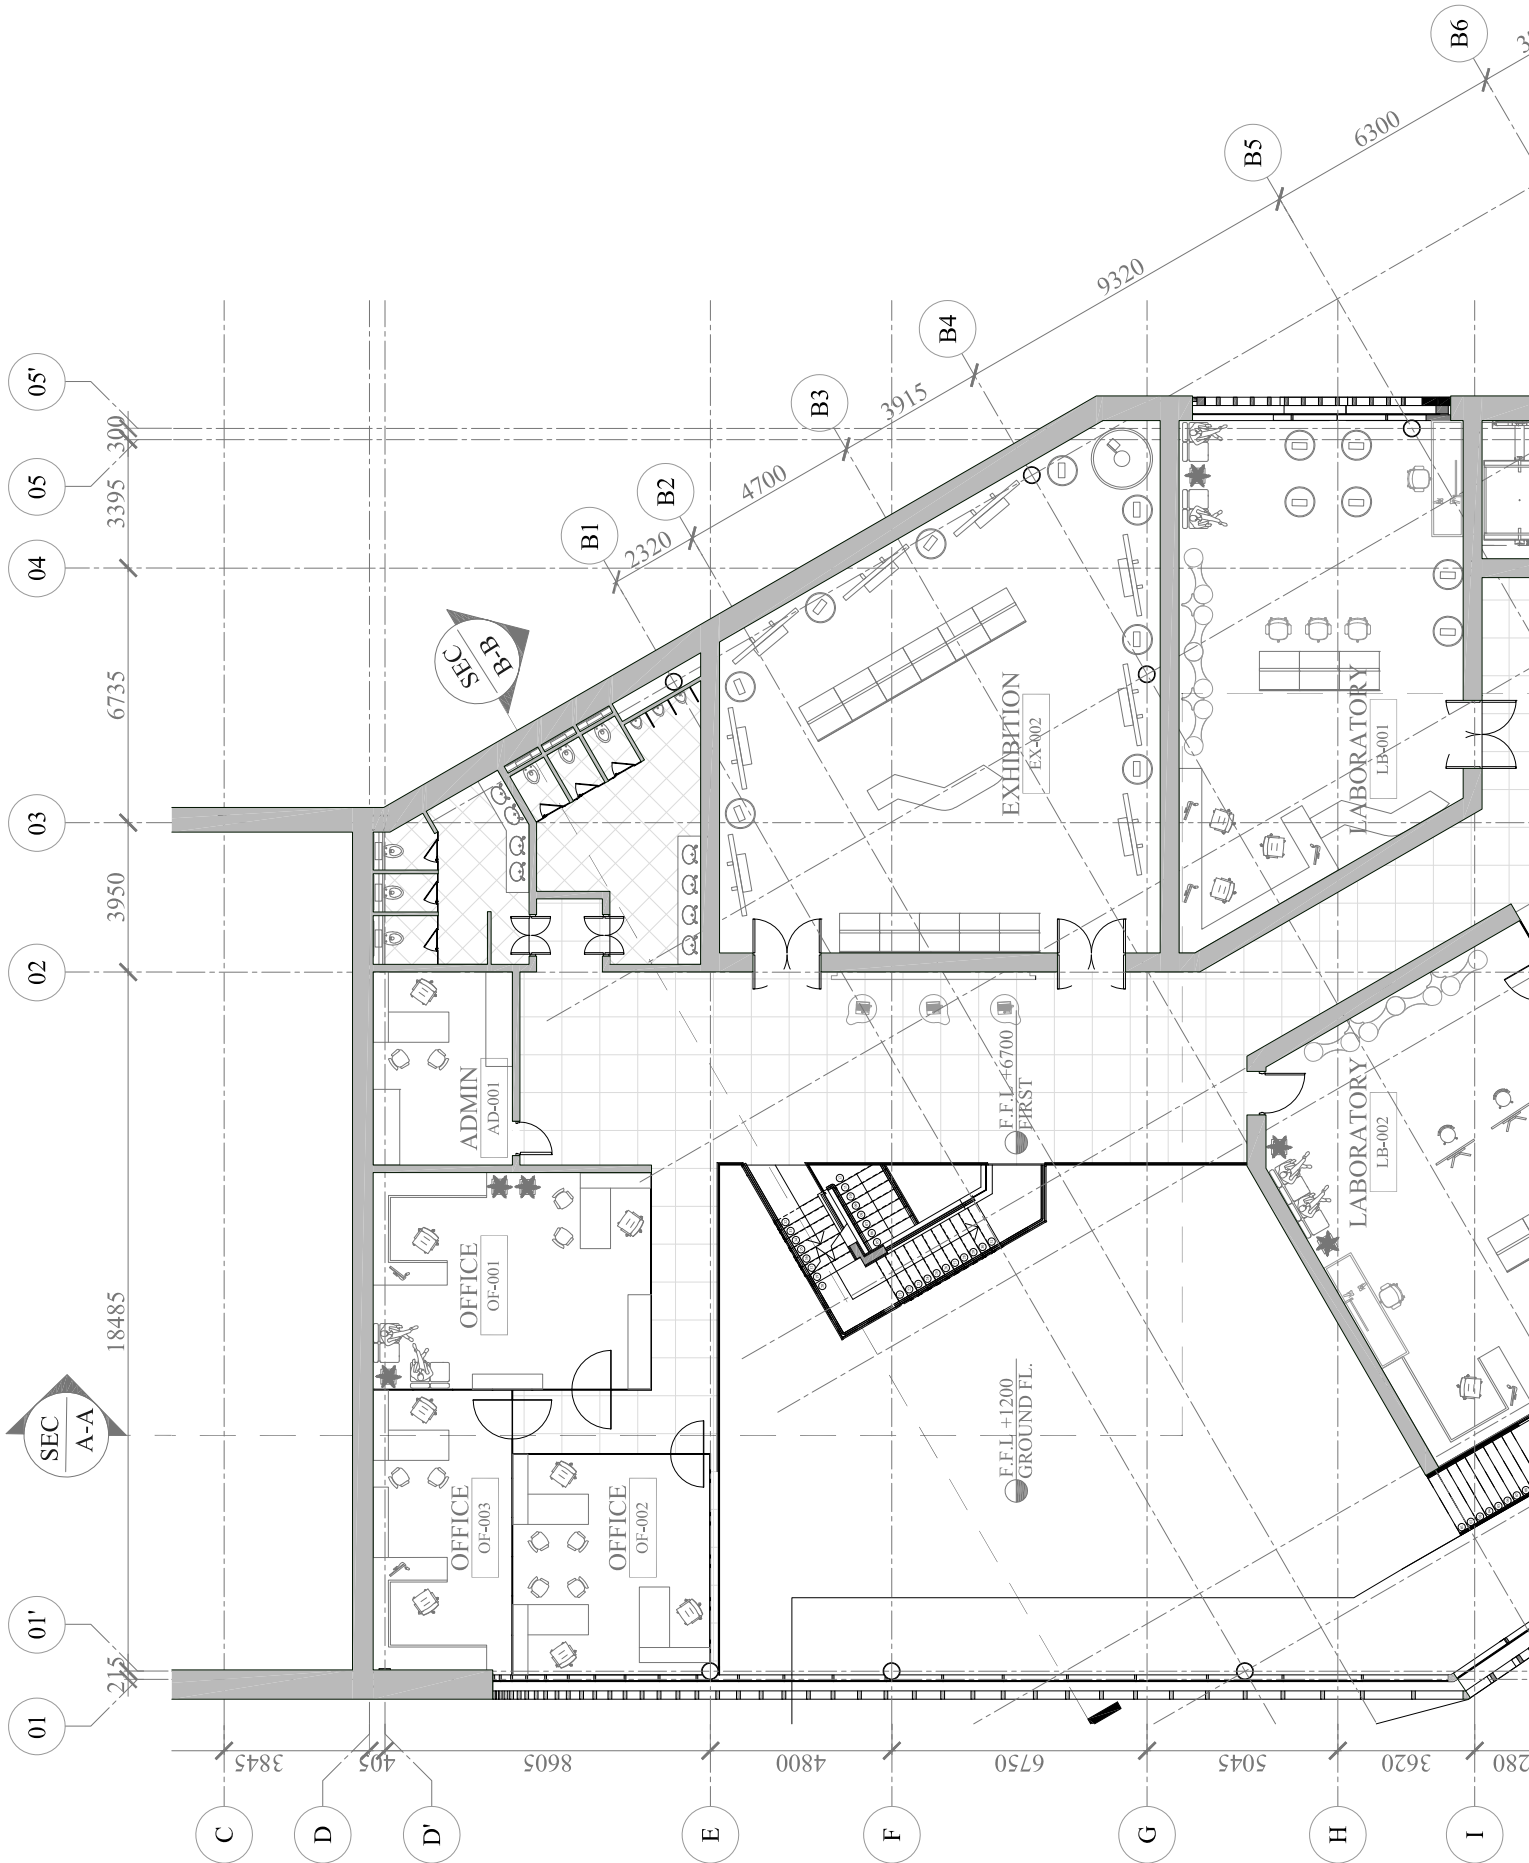 05'
300
05
3395
04
6735
03
3950
02
18485
01'
215
01
SEC
A-A
SEC
B-B
B1
2320
B2
4700
B3
3915
B4
9320
B5
6300
B6
ADMIN
AD-001
OFFICE
OF-001
OFFICE
OF-003
OFFICE
OF-002
EXHIBITION
EX-002
LABORATORY
LB-001
LABORATORY
LB-002
F.F.L +6700
FIRST
F.F.L +1200
GROUND FL.
3845
405
8605
4800
6750
5045
3620
C
D
D'
E
F
G
H
I